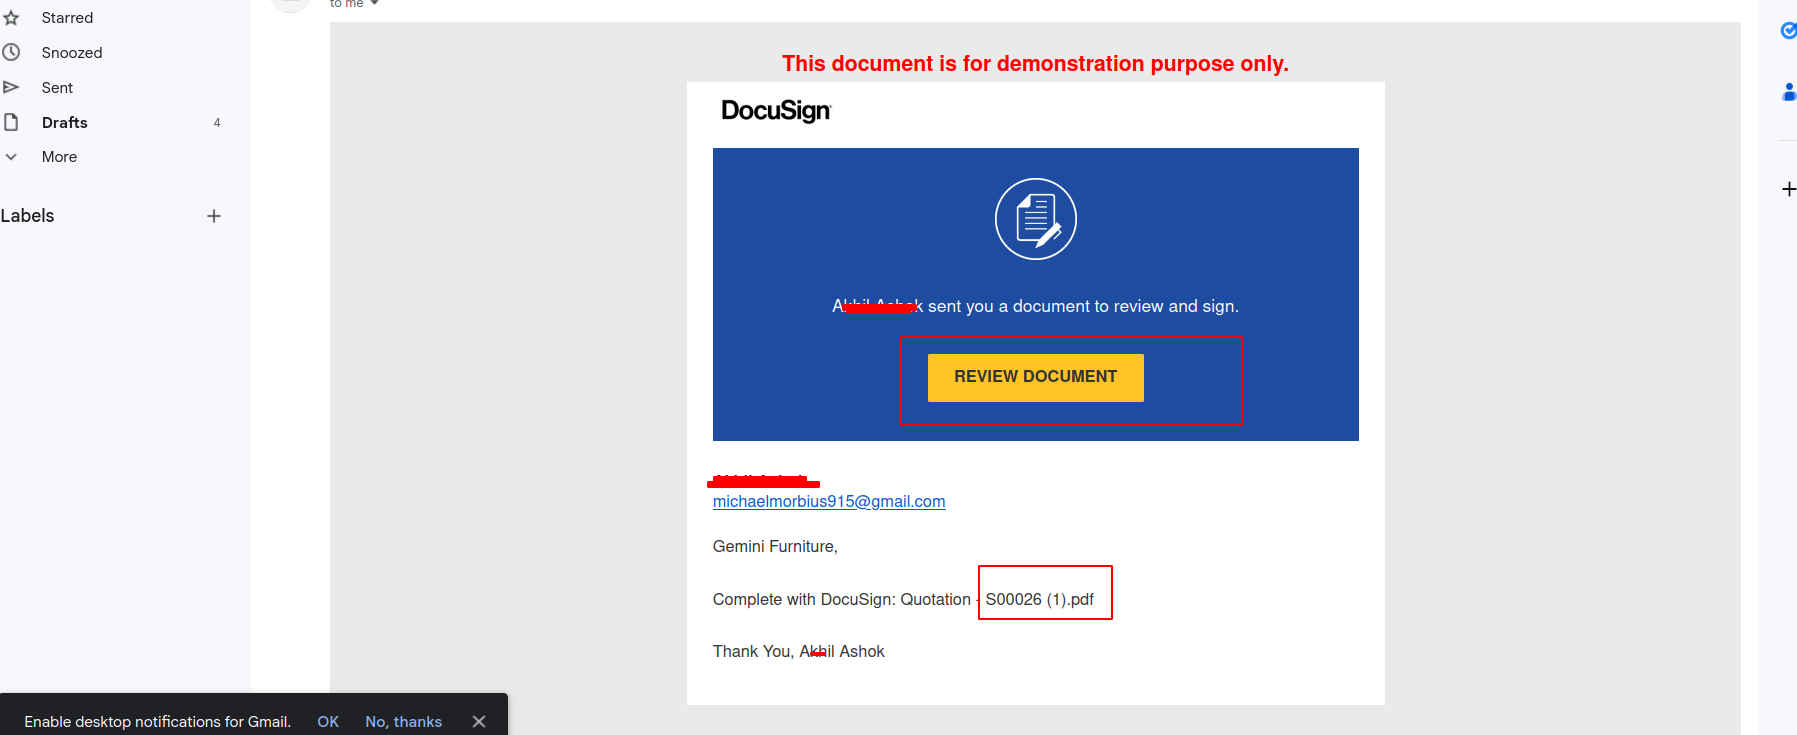 to me
Starred
Snoozed
Sent
Drafts 4
More
Labels
This document is for demonstration purpose only.
DocuSign
sent you a document to review and sign.
REVIEW DOCUMENT
michaelmorbius915@gmail.com
Gemini Furniture,
Complete with DocuSign: Quotation - S00026 (1).pdf
Thank You, Akhil Ashok
Enable desktop notifications for Gmail. OK No, thanks